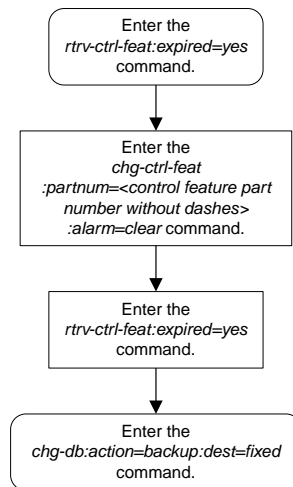 Enter the
rtrv-ctrl-feat:expired=yes
command.
Enter the
chg-ctrl-feat
:partnum=<control feature part
number without dashes>
:alarm=clear command.
Enter the
rtrv-ctrl-feat:expired=yes
command.
Enter the
chg-db:action=backup:dest=fixed
command.